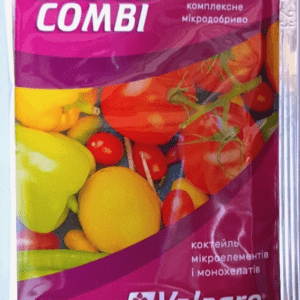 COMBI
комплексне
мікродобриво
коктейль
мікроелементів
і монохелатів